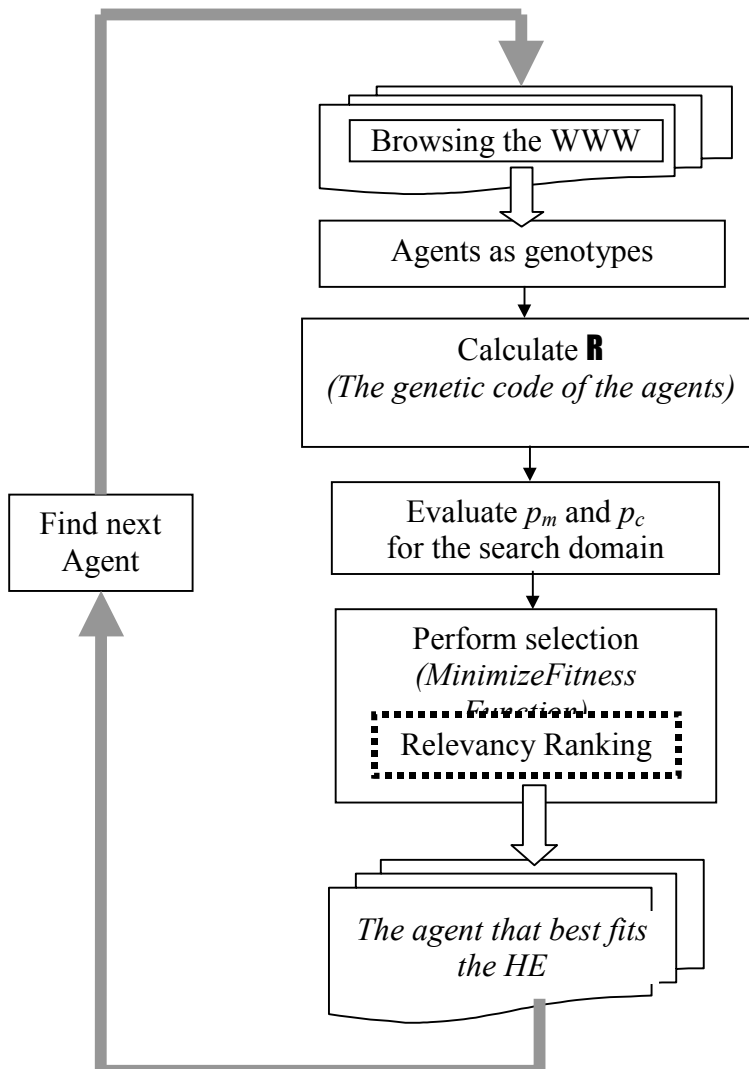 Browsing the WWW
Agents as genotypes
Calculate R
(The genetic code of the agents)
Evaluate pm and pc
for the search domain
Find next
Agent
Perform selection
(MinimizeFitness
Function)
Relevancy Ranking
The agent that best fits
the HE